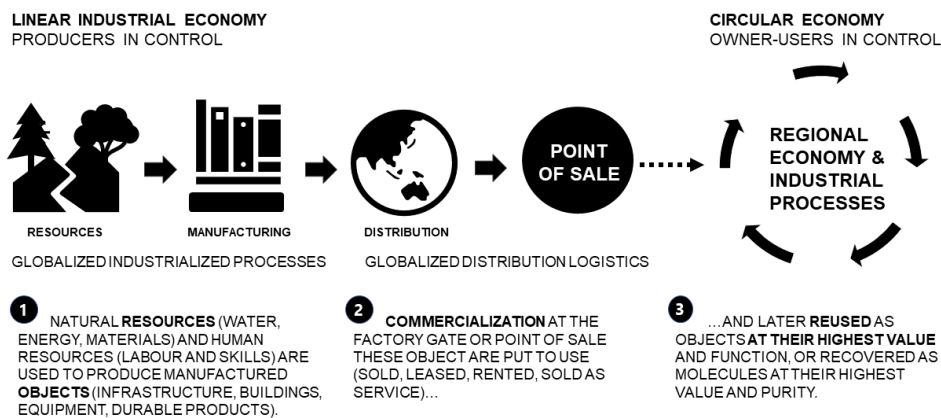 LINEAR INDUSTRIAL ECONOMY
PRODUCERS IN CONTROL
CIRCULAR ECONOMY
OWNER-USERS IN CONTROL
POINT
OF SALE
REGIONAL
ECONOMY &
INDUSTRIAL
PROCESSES
RESOURCES
MANUFACTURING
DISTRIBUTION
GLOBALIZED INDUSTRIALIZED PROCESSES
GLOBALIZED DISTRIBUTION LOGISTICS
1
NATURAL RESOURCES (WATER,
ENERGY, MATERIALS) AND HUMAN
RESOURCES (LABOUR AND SKILLS) ARE
USED TO PRODUCE MANUFACTURED
OBJECTS (INFRASTRUCTURE, BUILDINGS,
EQUIPMENT, DURABLE PRODUCTS).
2
COMMERCIALIZATION AT THE
FACTORY GATE OR POINT OF SALE
THESE OBJECT ARE PUT TO USE
(SOLD, LEASED, RENTED, SOLD AS
SERVICE)…
3
…AND LATER REUSED AS
OBJECTS AT THEIR HIGHEST VALUE
AND FUNCTION, OR RECOVERED AS
MOLECULES AT THEIR HIGHEST
VALUE AND PURITY.